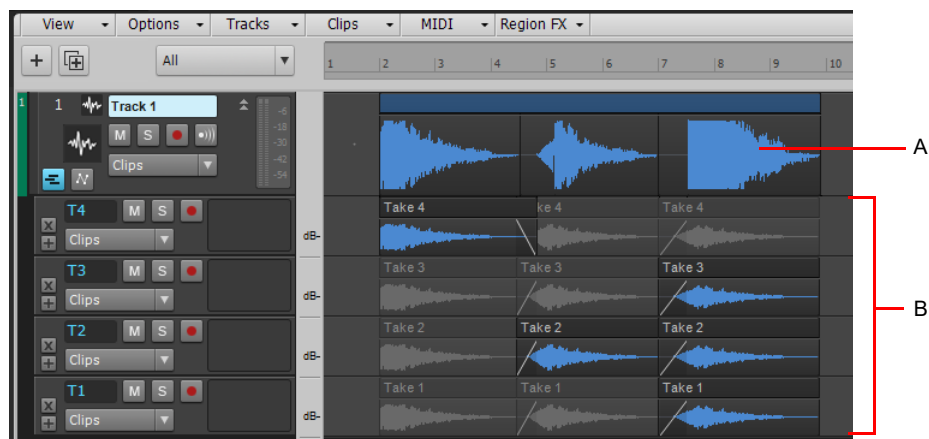 View Options Tracks Clips MIDI Region FX
+ All 1 2 3 4 5 6 7 8 9 10
1 1 Track 1 -6
M S -18
-30
Clips -42
-54
A
T4 M S Take 4 ke 4 Take 4
X
+ Clips dB-
T3 M S Take 3 Take 3 Take 3
X
+ Clips dB-
B
T2 M S Take 2 Take 2 Take 2
X
+ Clips dB-
T1 M S Take 1 Take 1 Take 1
X
+ Clips dB-